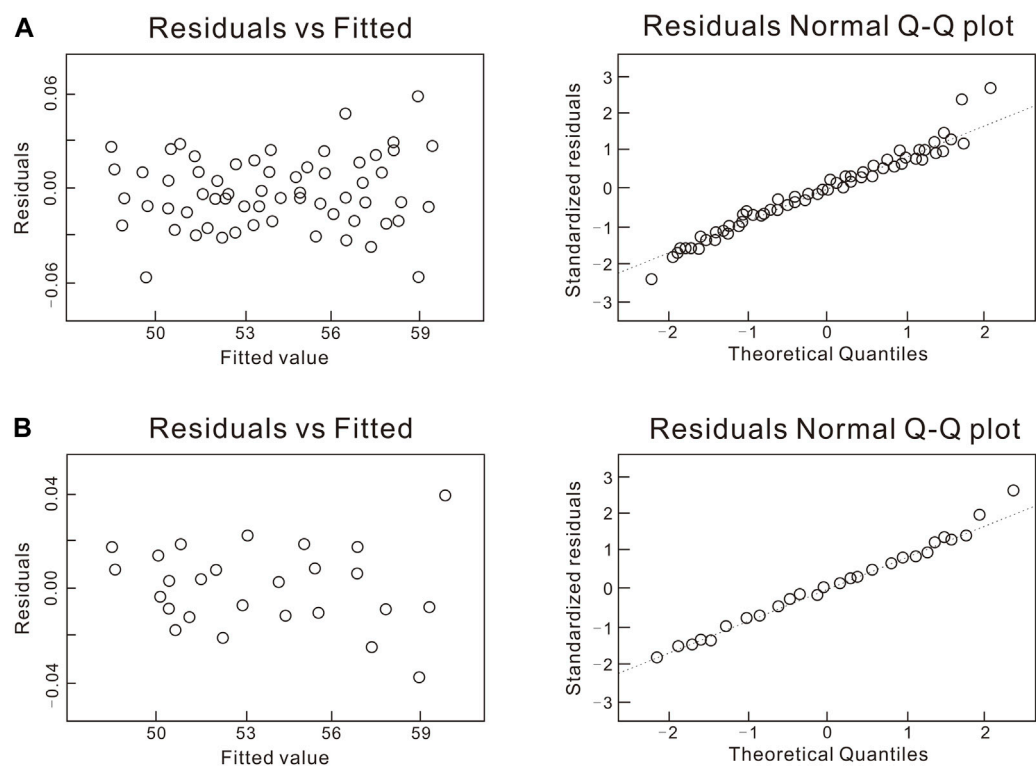 A
Residuals vs Fitted
Residuals Normal Q-Q plot
Residuals
0.06
0.00
−0.06
50
53
56
59
Fitted value
Standardized residuals
3
2
1
0
−1
−2
−3
−2
−1
0
1
2
Theoretical Quantiles
B
Residuals vs Fitted
Residuals Normal Q-Q plot
Residuals
0.04
0.00
−0.04
50
53
56
59
Fitted value
Standardized residuals
3
2
1
0
−1
−2
−3
−2
−1
0
1
2
Theoretical Quantiles